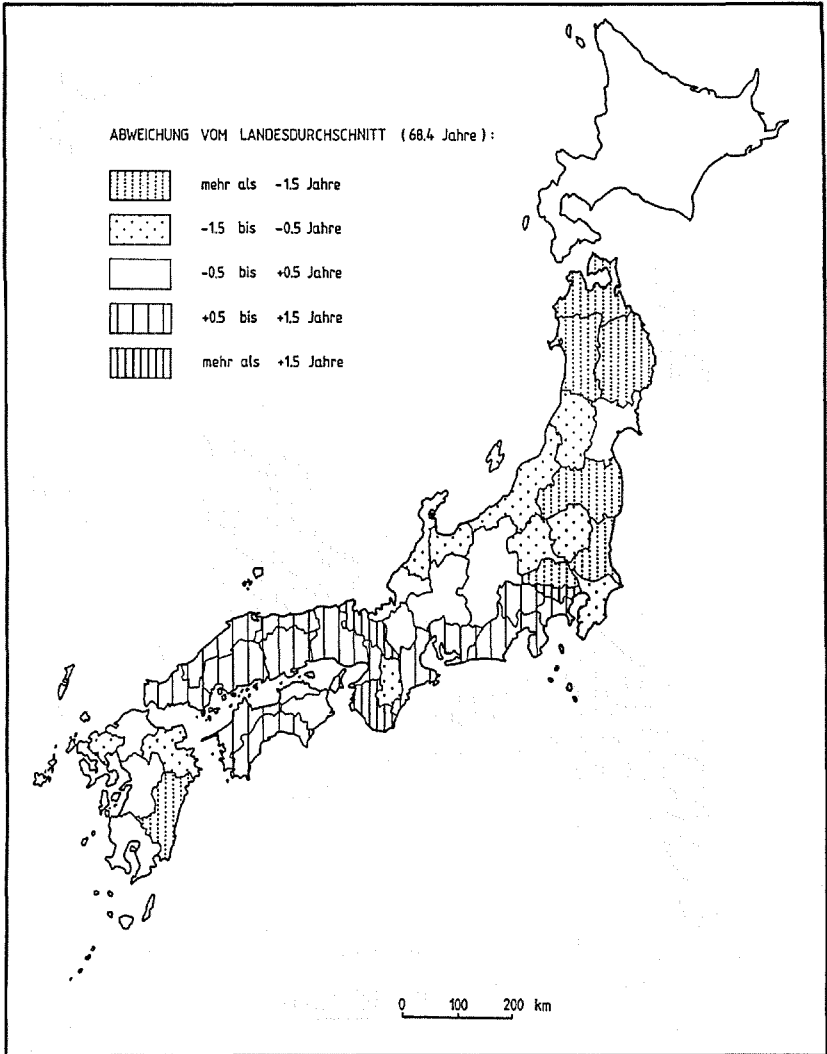 ABWEICHUNG VOM LANDESDURCHSCHNITT (68.4 Jahre):
mehr als -1.5 Jahre
-1.5 bis -0.5 Jahre
-0.5 bis +0.5 Jahre
+0.5 bis +1.5 Jahre
mehr als +1.5 Jahre
0 100 200 km